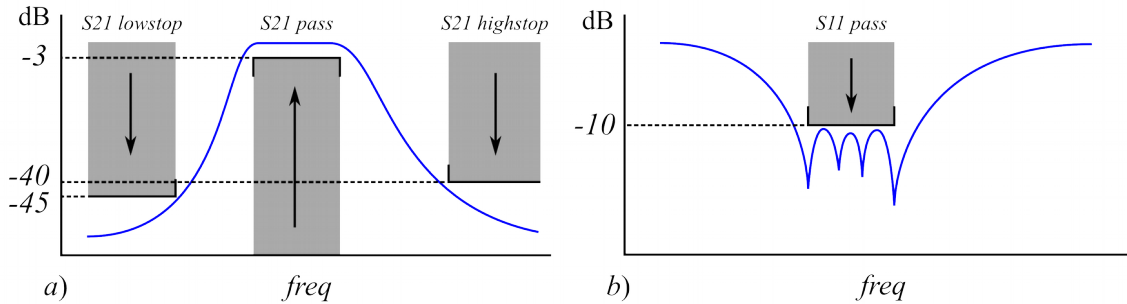 dB
S21 lowstop
S21 pass
S21 highstop
-3
-40
-45
a)
freq
dB
S11 pass
-10
b)
freq